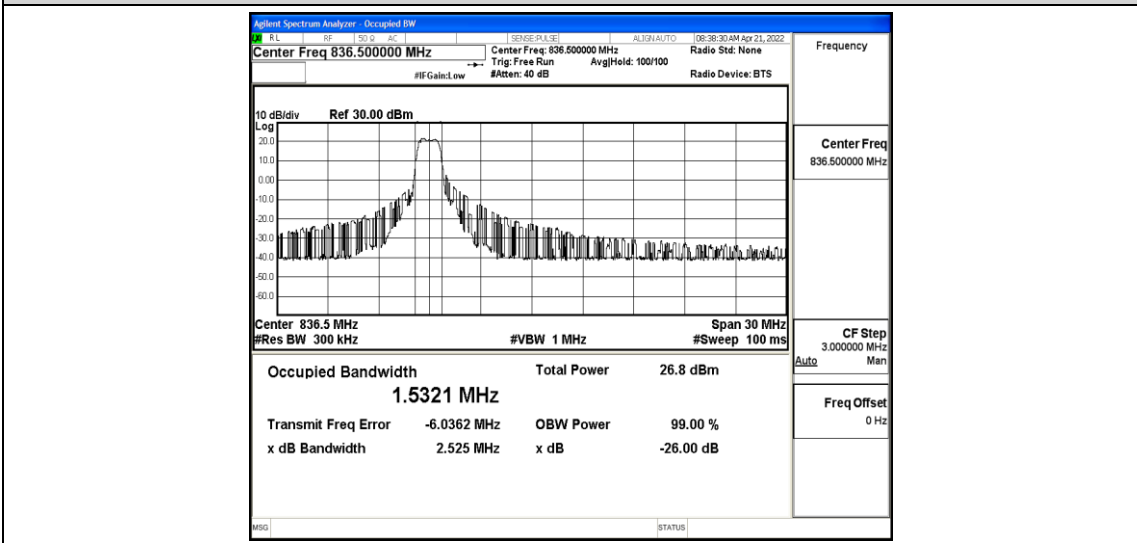 Agilent Spectrum Analyzer - Occupied BW
LXI RL RF 50 Ω AC SENSE:PULSE ALIGN AUTO 08:38:30 AM Apr 21, 2022
Center Freq 836.500000 MHz Center Freq: 836.500000 MHz Radio Std: None
Trig: Free Run Avg|Hold: 100/100
#IFGain:Low #Atten: 40 dB Radio Device: BTS
10 dB/div Ref 30.00 dBm
Log
20.0
10.0
0.00
-10.0
-20.0
-30.0
-40.0
-50.0
-60.0
Center 836.5 MHz Span 30 MHz
#Res BW 300 kHz #VBW 1 MHz #Sweep 100 ms
Occupied Bandwidth Total Power 26.8 dBm
1.5321 MHz
Transmit Freq Error -6.0362 MHz OBW Power 99.00 %
x dB Bandwidth 2.525 MHz x dB -26.00 dB
MSG STATUS
Frequency
Center Freq
836.500000 MHz
CF Step
3.000000 MHz
Auto Man
Freq Offset
0 Hz